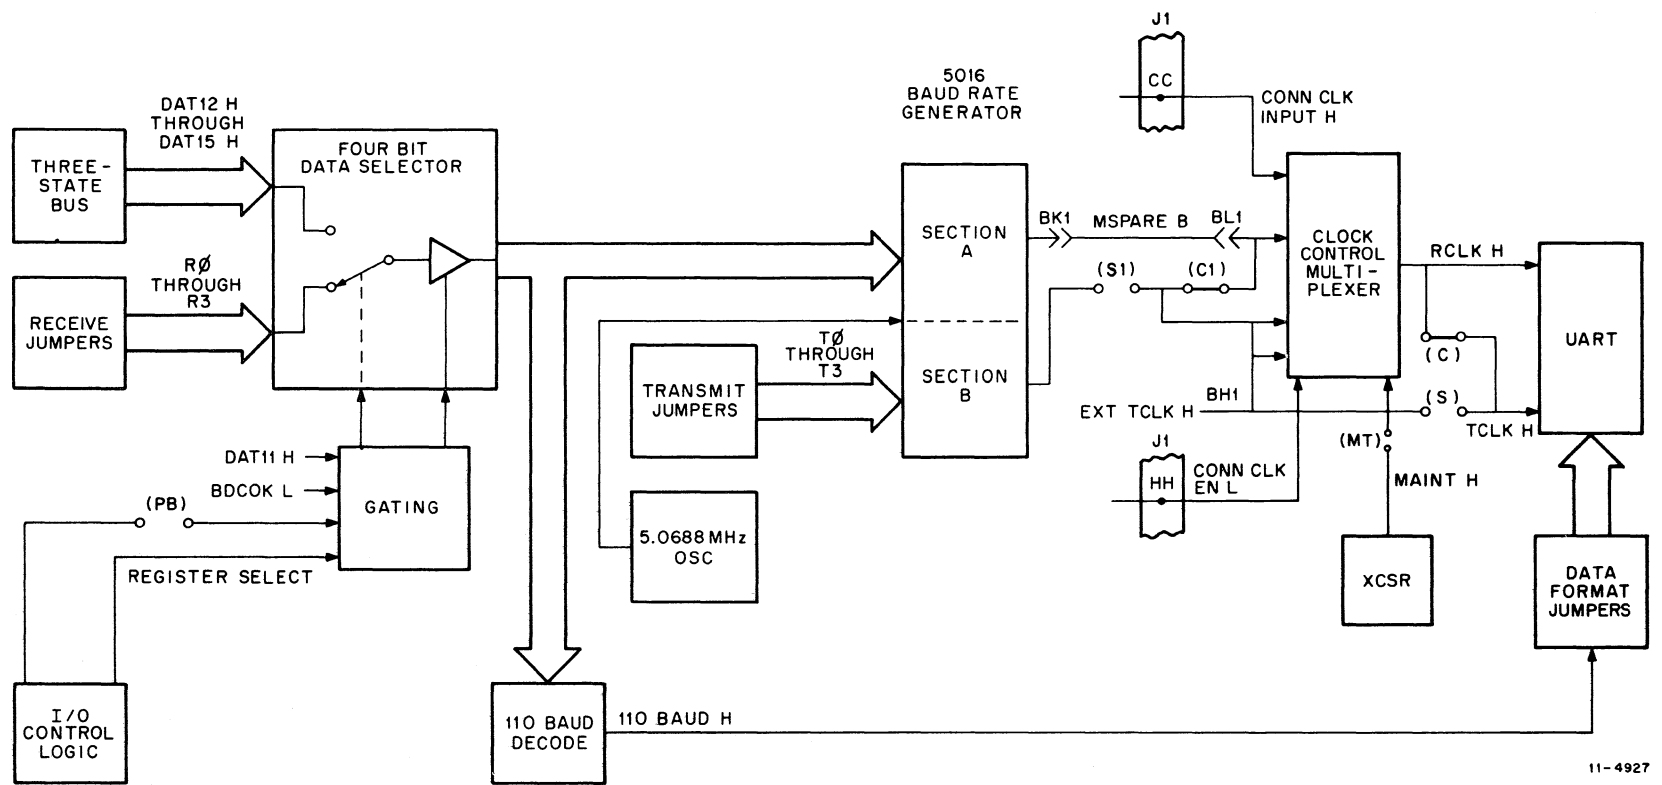 J1
CC
CONN CLK
INPUT H
5016
BAUD RATE
GENERATOR
DAT12 H
THROUGH
DAT15 H
THREE-
STATE
BUS
FOUR BIT
DATA SELECTOR
RØ
THROUGH
R3
RECEIVE
JUMPERS
SECTION
A
BK1
MSPARE B
BL1
(S1)
(C1)
CLOCK
CONTROL
MULTI-
PLEXER
RCLK H
UART
(C)
(S)
TCLK H
TØ
THROUGH
T3
TRANSMIT
JUMPERS
SECTION
B
EXT TCLK H
BH1
J1
HH
CONN CLK
EN L
(MT)
MAINT H
DAT11 H
BDCOK L
(PB)
GATING
REGISTER SELECT
5.0688 MHz
OSC
XCSR
DATA
FORMAT
JUMPERS
I/O
CONTROL
LOGIC
110 BAUD
DECODE
110 BAUD H
11-4927